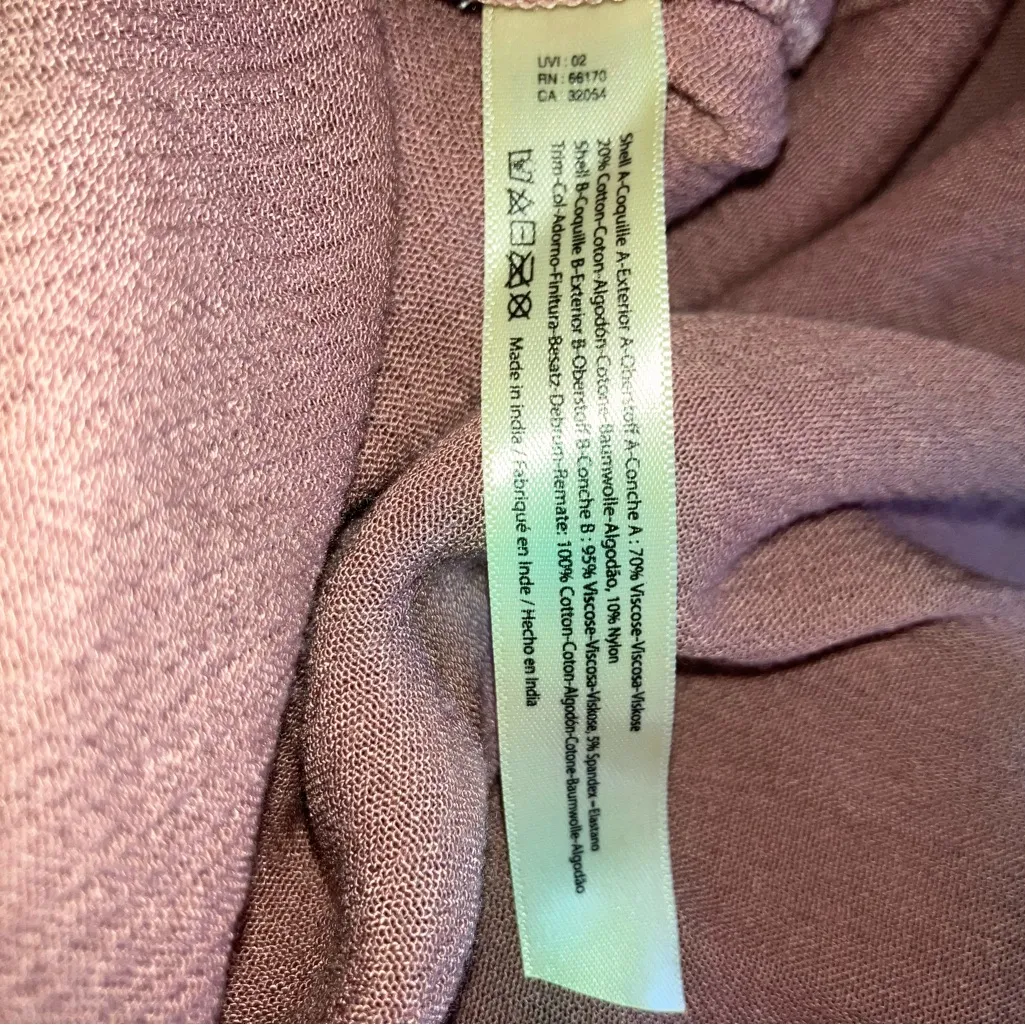 UVI : 02
RN : 66170
CA 32054
Shell A-Coquille A-Exterior A-Oberstoff A-Conche A : 70% Viscose-Viscosa-Viskose
20% Cotton-Coton-Algodón-Cotone-Baumwolle-Algodão, 10% Nylon
Shell B-Coquille B-Exterior B-Oberstoff B-Conche B : 95% Viscose-Viscosa-Viskose, 5% Spandex – Elastano
Trim-Col-Adorno-Finitura-Besatz-Debrum-Remate: 100% Cotton-Coton-Algodón-Cotone-Baumwolle-Algodão
Made in india / Fabriqué en Inde / Hecho en India